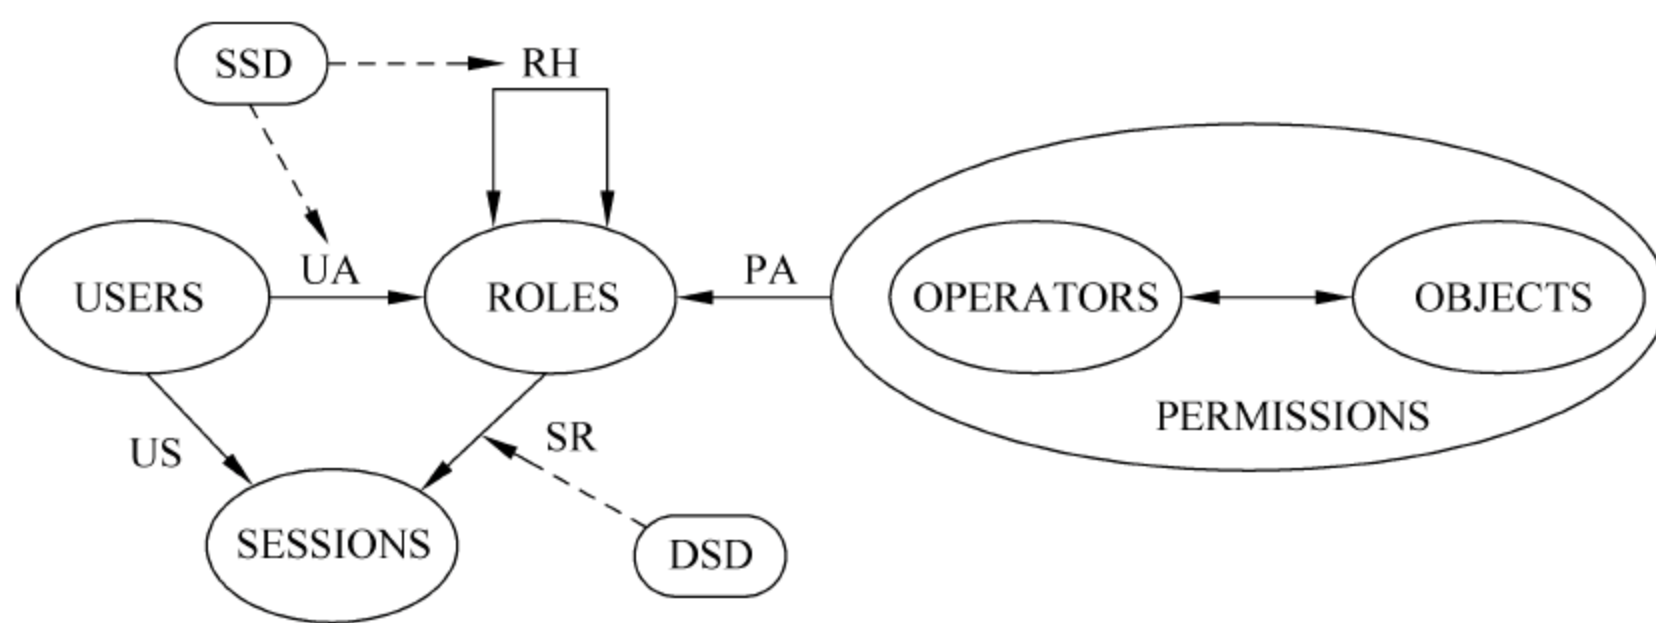 SSD
RH
UA
PA
USERS
ROLES
OPERATORS
OBJECTS
PERMISSIONS
US
SR
SESSIONS
DSD